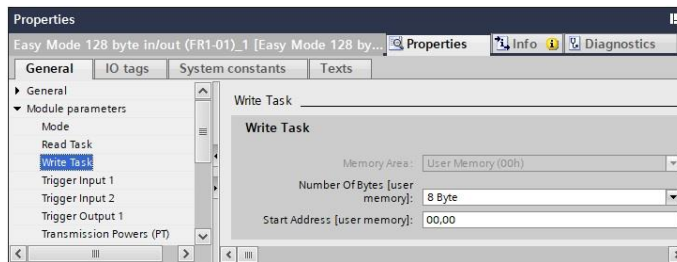 Properties
Easy Mode 128 byte in/out (FR1-01)_1 [Easy Mode 128 by... Properties Info Diagnostics
General IO tags System constants Texts
General
Module parameters
Mode
Read Task
Write Task
Trigger Input 1
Trigger Input 2
Trigger Output 1
Transmission Powers (PT)
Write Task
Write Task
Memory Area: User Memory (00h)
Number Of Bytes [user
memory]: 8 Byte
Start Address [user memory]: 00,00